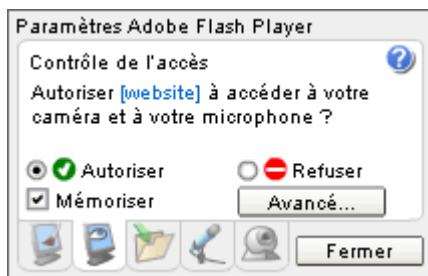 Paramètres Adobe Flash Player
Contrôle de l'accès
?
Autoriser [website] à accéder à votre
caméra et à votre microphone ?
Autoriser
Refuser
Mémoriser
Avancé...
Fermer